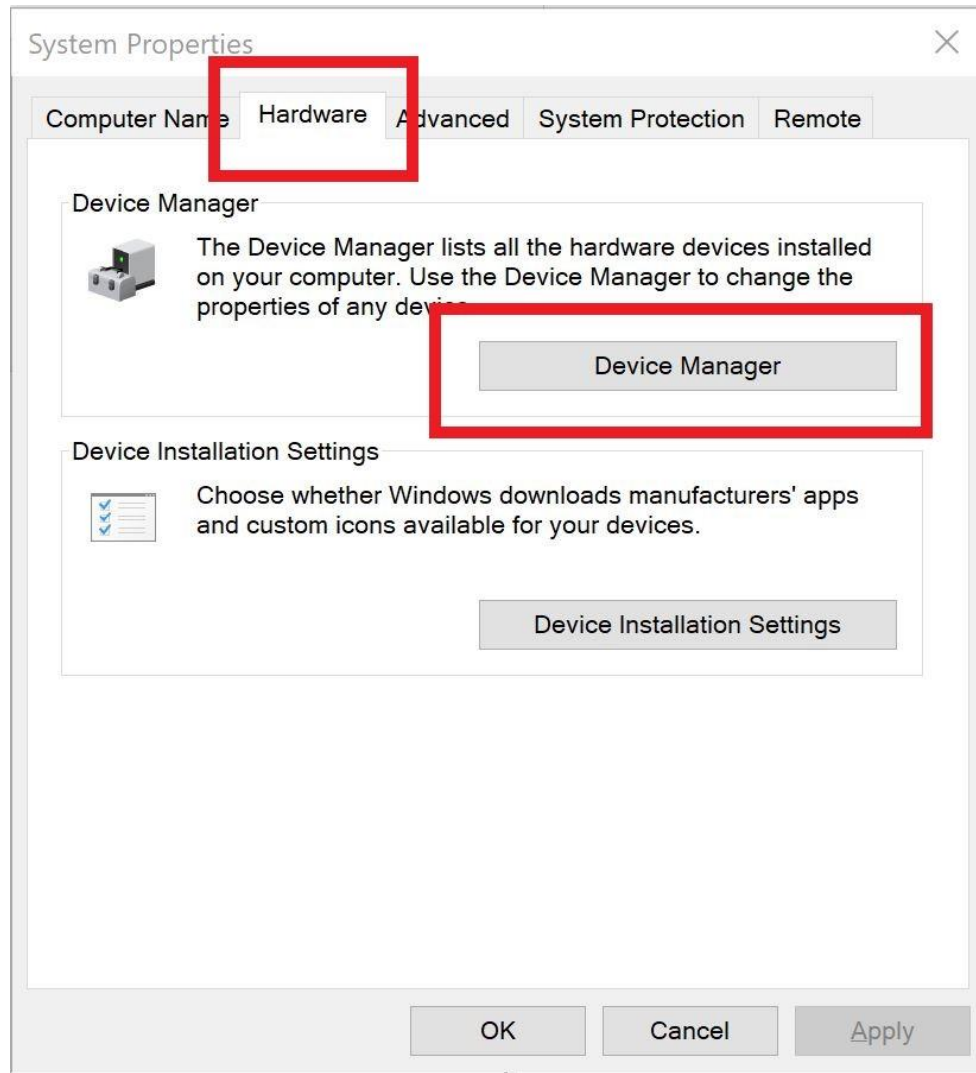 System Properties
Computer Name Hardware Advanced System Protection Remote
Device Manager
The Device Manager lists all the hardware devices installed
on your computer. Use the Device Manager to change the
properties of any device.
Device Manager
Device Installation Settings
Choose whether Windows downloads manufacturers' apps
and custom icons available for your devices.
Device Installation Settings
OK Cancel Apply